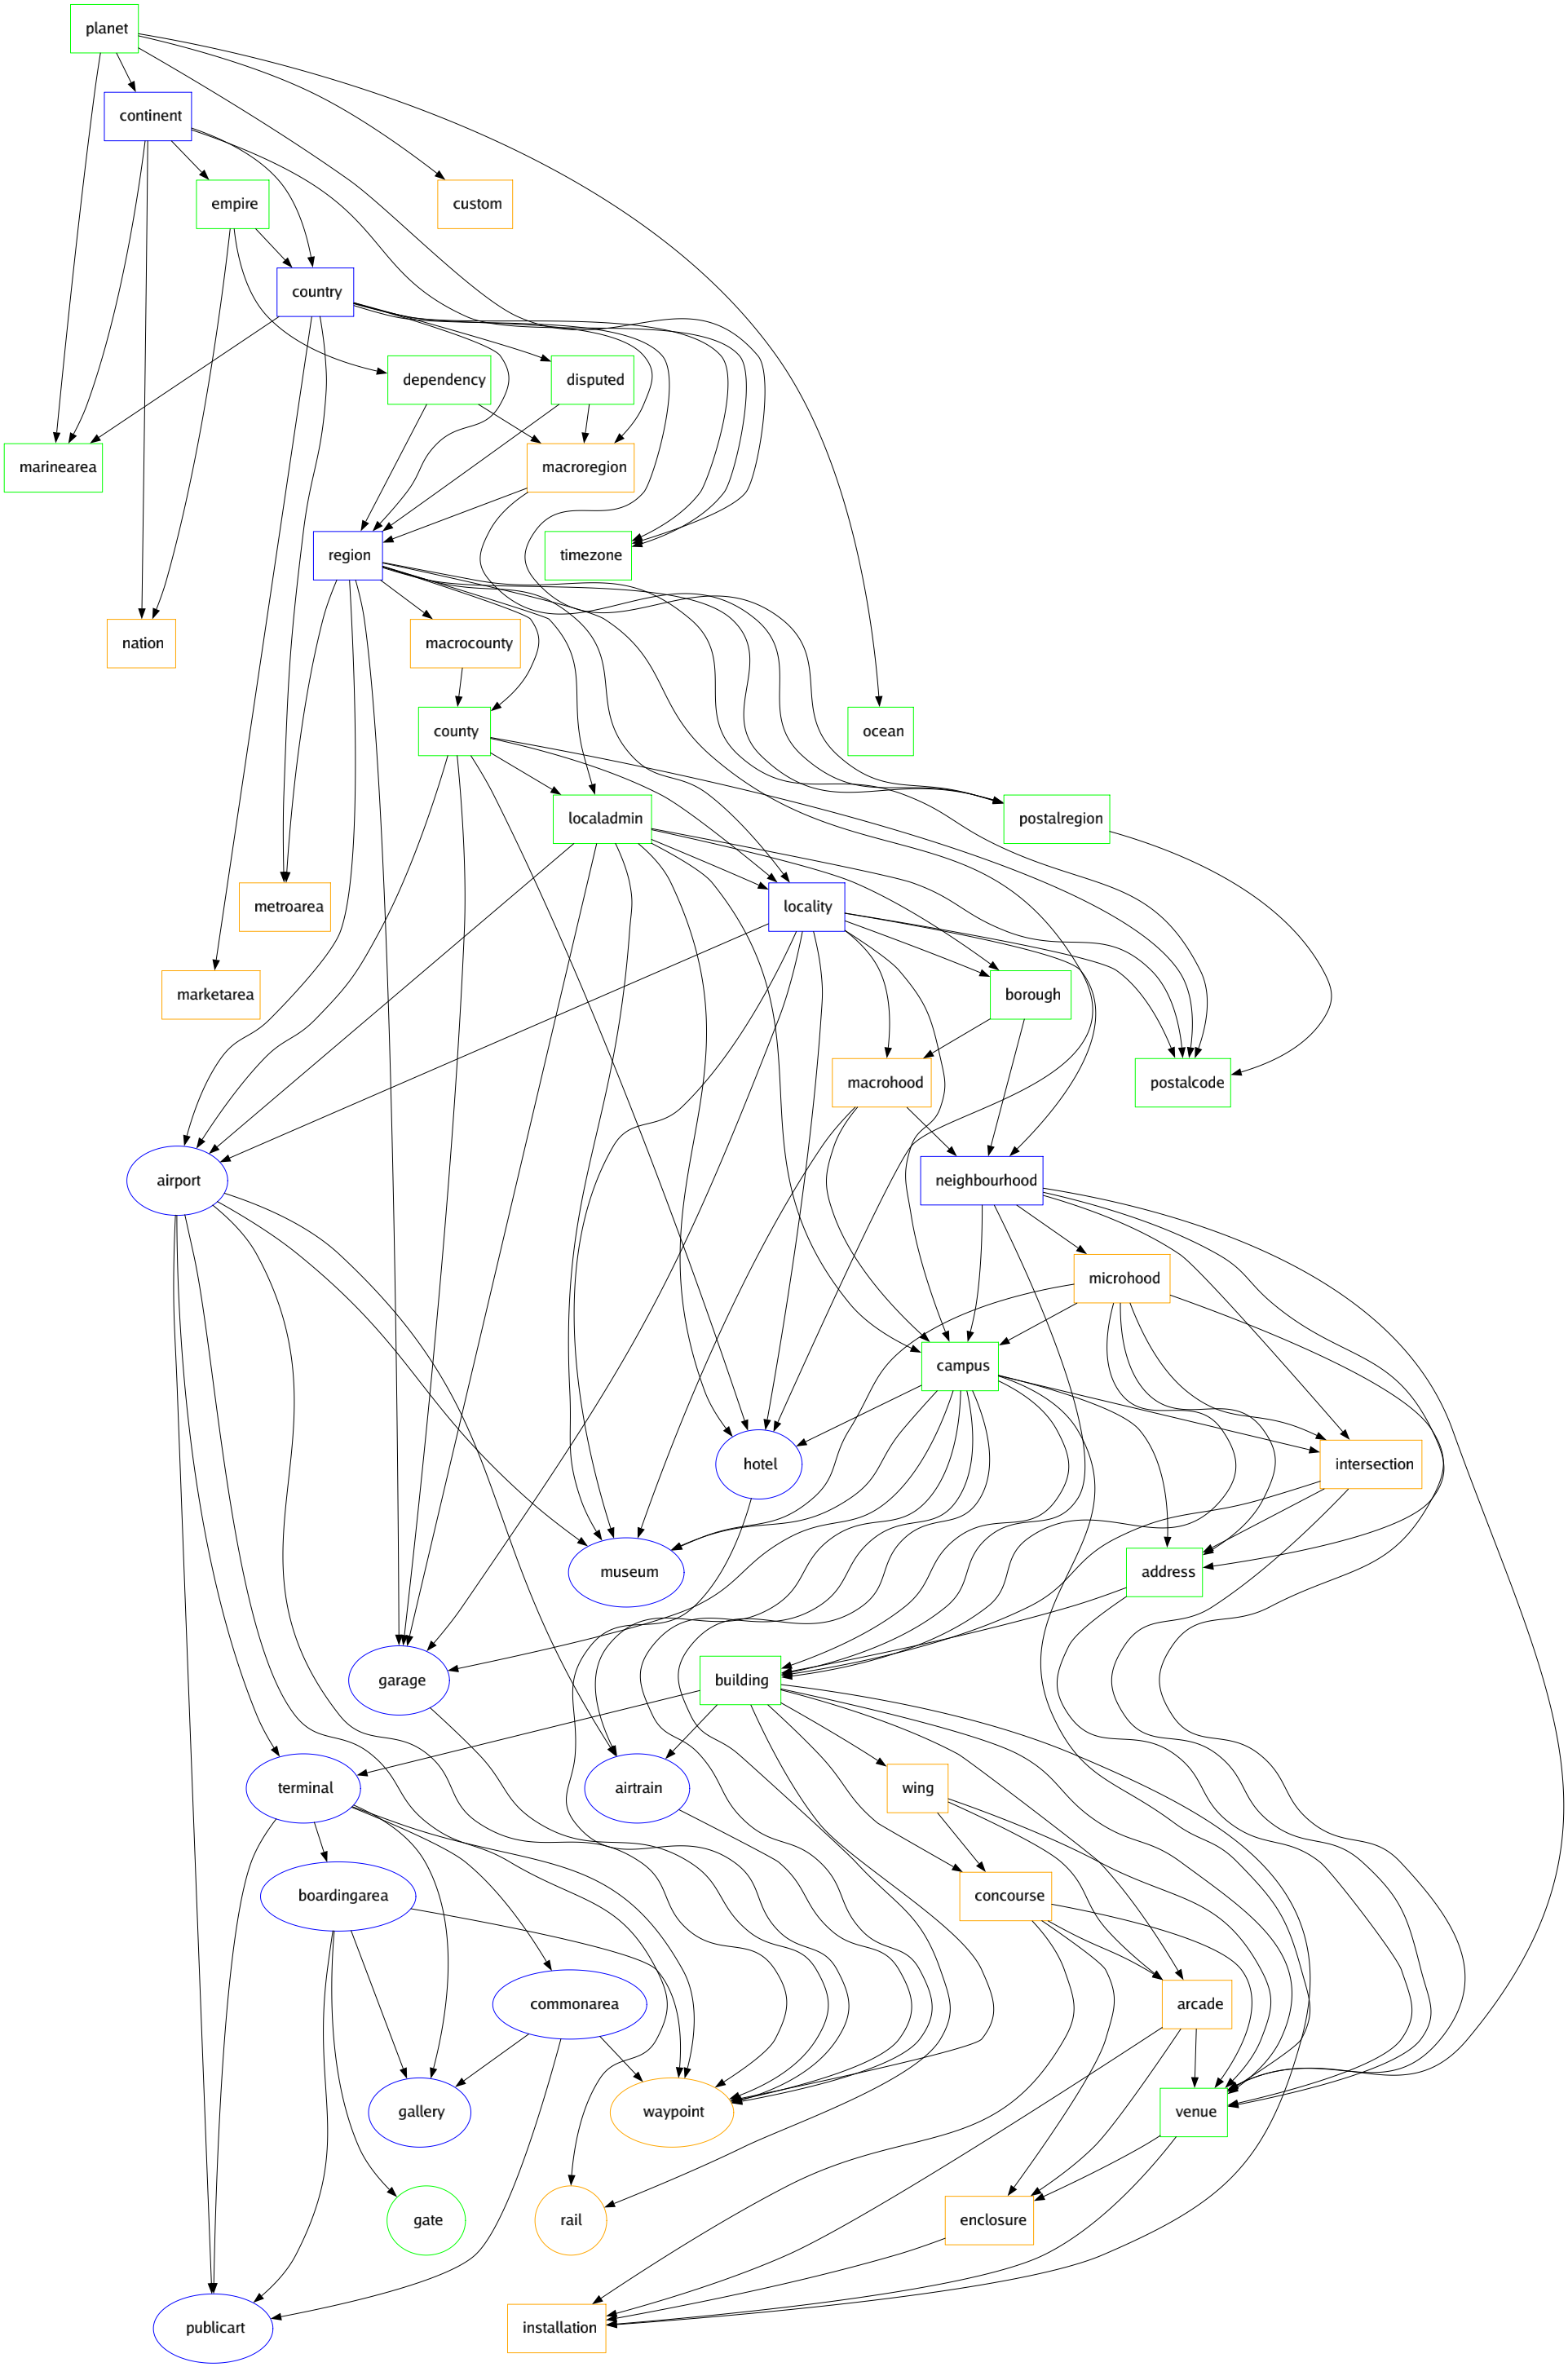 planet
continent
empire
custom
country
dependency
disputed
marinearea
macroregion
region
timezone
nation
macrocounty
county
ocean
localadmin
postalregion
metroarea
locality
marketarea
borough
macrohood
postalcode
airport
neighbourhood
microhood
campus
hotel
intersection
museum
address
garage
building
terminal
airtrain
wing
boardingarea
concourse
commonarea
arcade
gallery
waypoint
venue
gate
rail
enclosure
publicart
installation